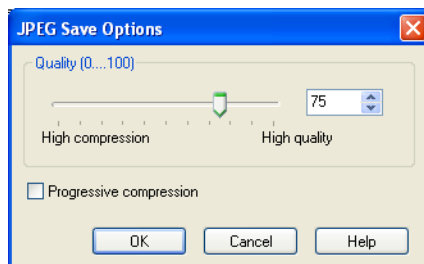 JPEG Save Options
Quality (0....100)
75
High compression High quality
Progressive compression
OK Cancel Help